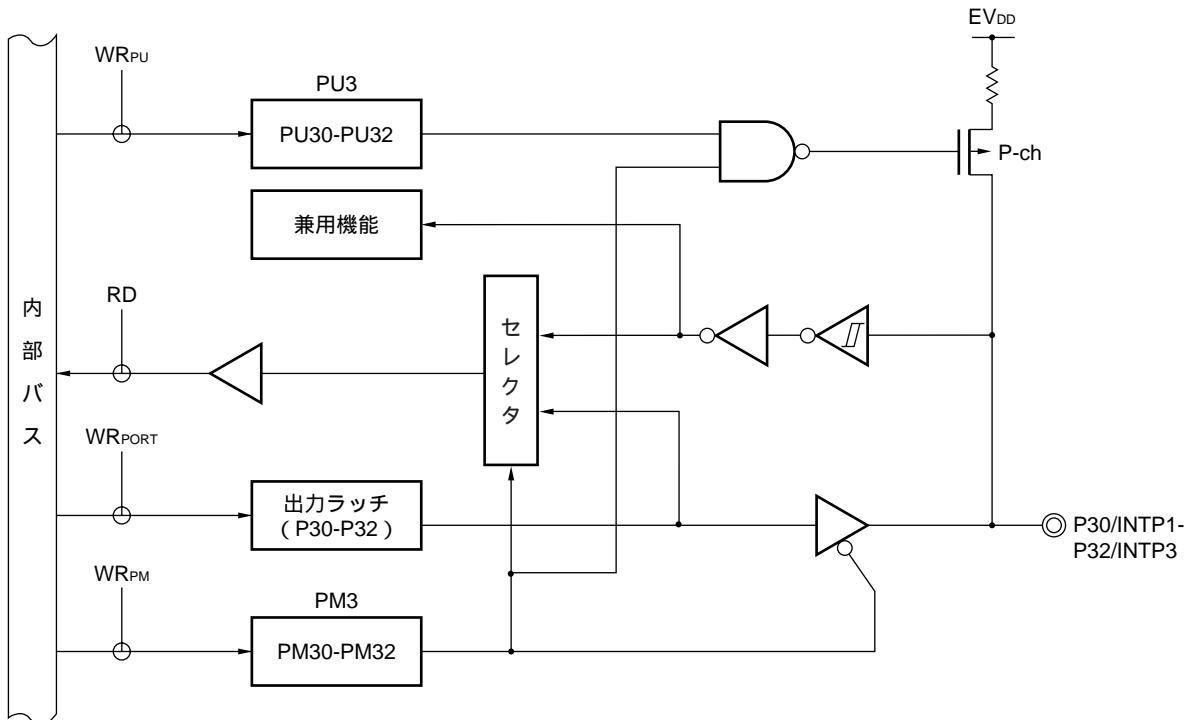 EVDD
WRPU
PU3
PU30-PU32
P-ch
兼用機能
内部バス
RD
セレクタ
WRPORT
出力ラッチ
（P30-P32）
P30/INTP1-
P32/INTP3
WRPM
PM3
PM30-PM32